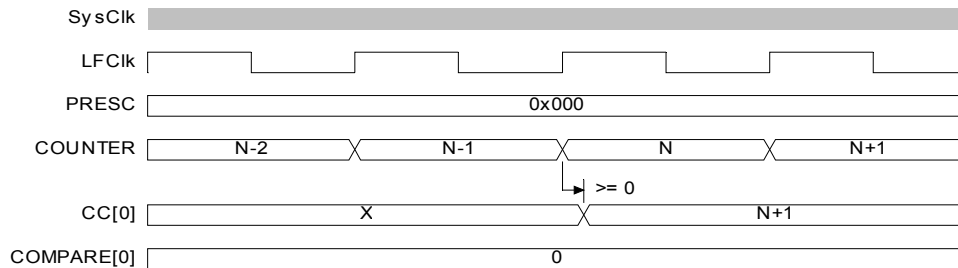 SysClk
LFClk
PRESC 0x000
COUNTER N-2 N-1 N N+1
>= 0
CC[0] X N+1
COMPARE[0] 0